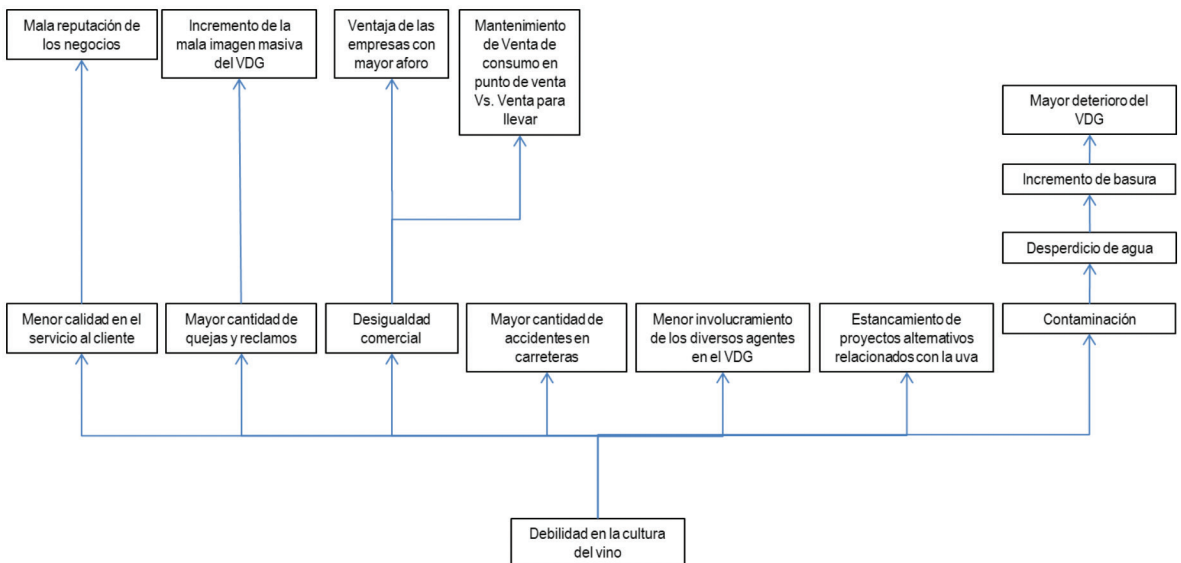 Mala reputación de
los negocios
Incremento de la
mala imagen masiva
del VDG
Ventaja de las
empresas con
mayor aforo
Mantenimiento
de Venta de
consumo en
punto de venta
Vs. Venta para
llevar
Mayor deterioro del
VDG
Incremento de basura
Desperdicio de agua
Menor calidad en el
servicio al cliente
Mayor cantidad de
quejas y reclamos
Desigualdad
comercial
Mayor cantidad de
accidentes en
carreteras
Menor involucramiento
de los diversos agentes
en el VDG
Estancamiento de
proyectos alternativos
relacionados con la uva
Contaminación
Debilidad en la cultura
del vino